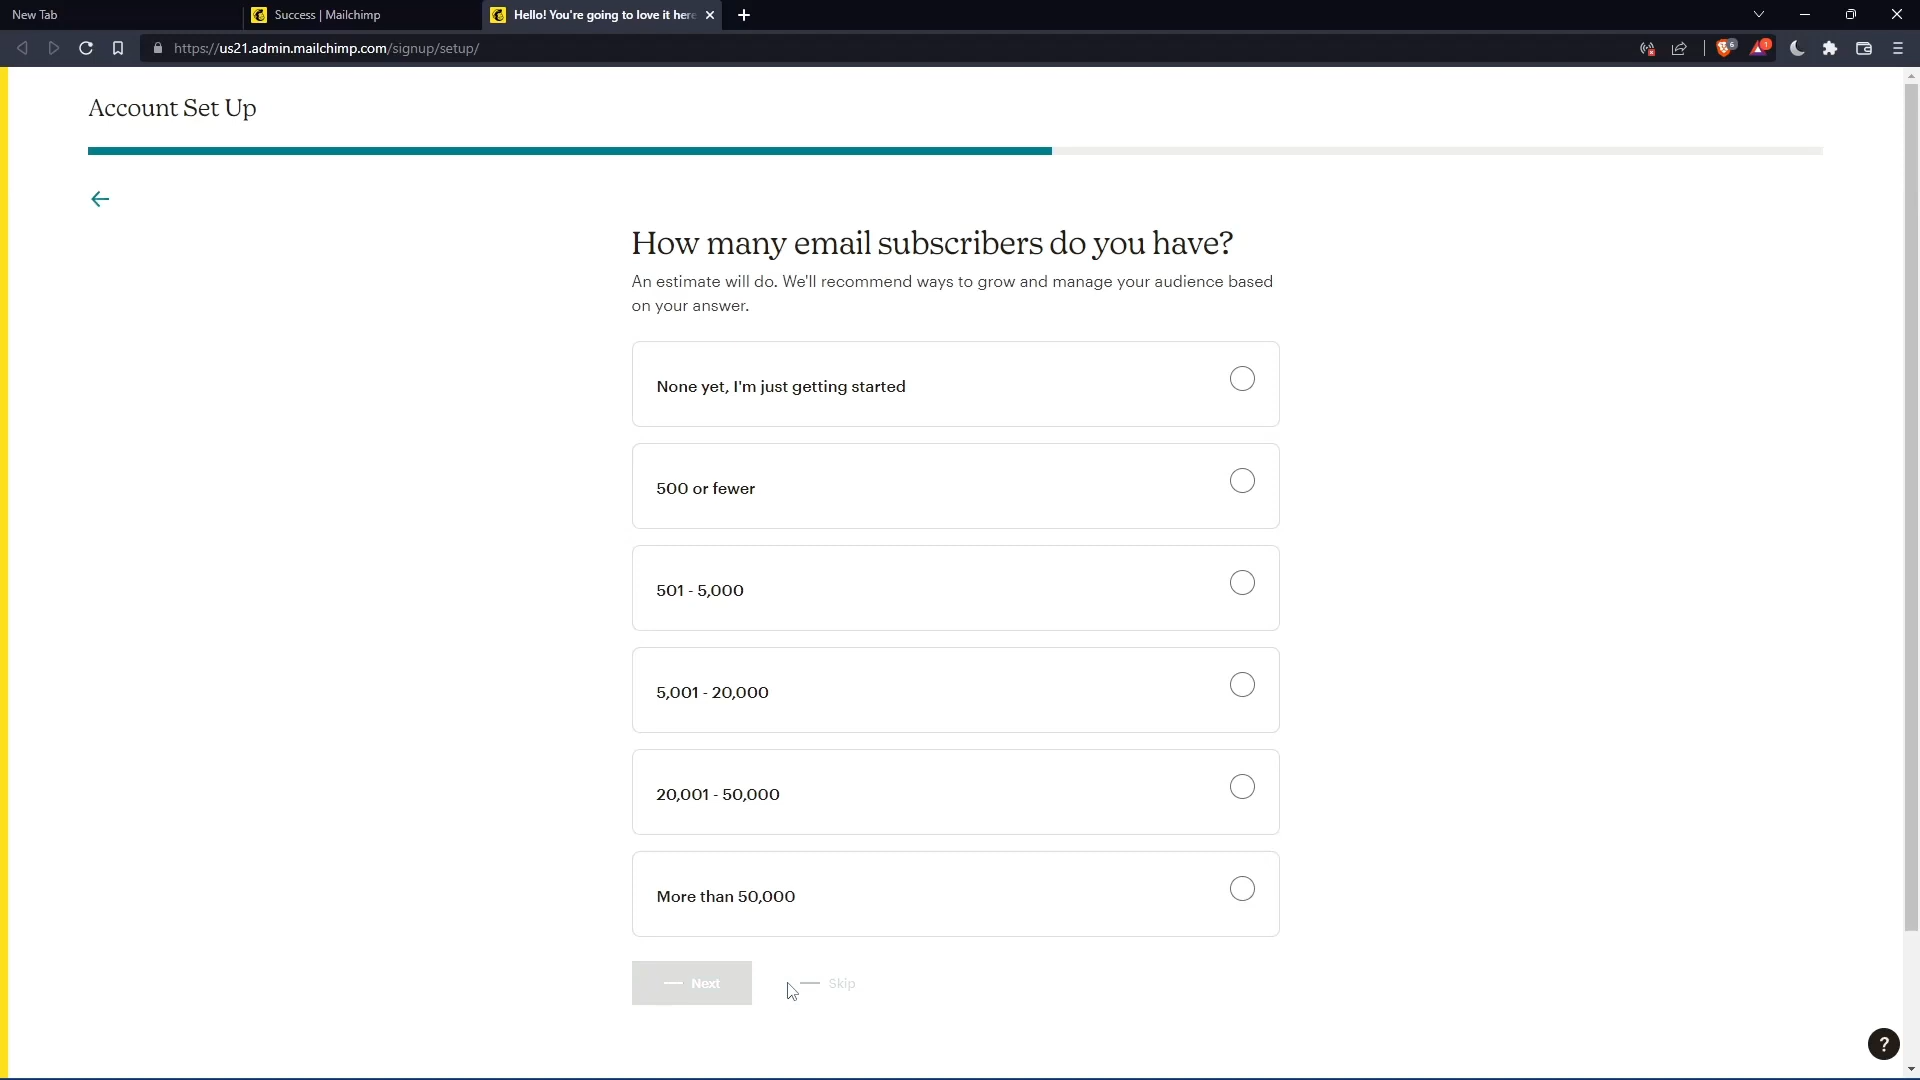 New Tab
Success | Mailchimp
Hello! You're going to love it here
https://us21.admin.mailchimp.com/signup/setup/
6
1
Account Set Up
How many email subscribers do you have?
An estimate will do. We'll recommend ways to grow and manage your audience based
on your answer.
None yet, I'm just getting started
500 or fewer
501 - 5,000
5,001 - 20,000
20,001 - 50,000
More than 50,000
Next
Skip
?